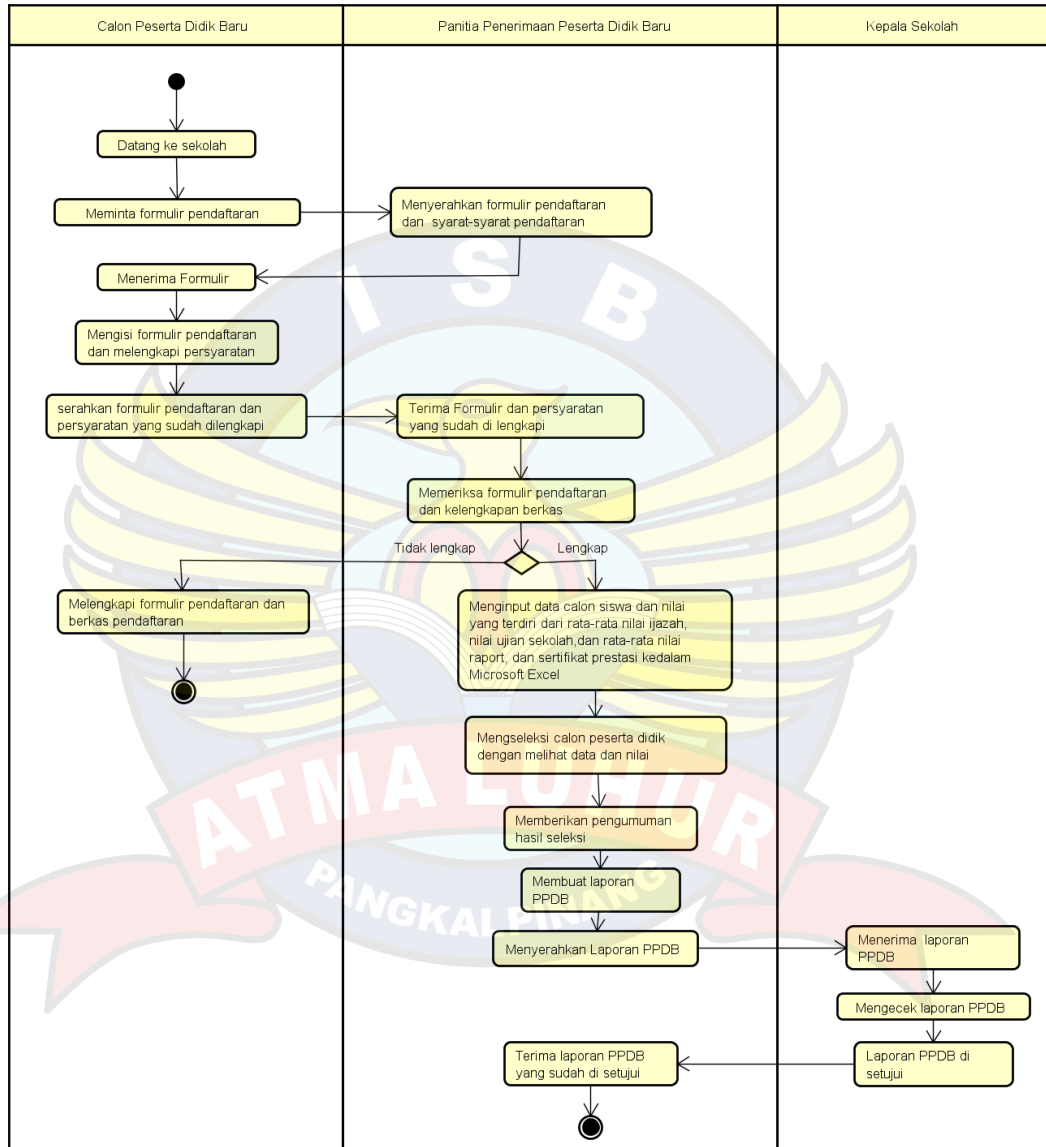 Calon Peserta Didik Baru
Panitia Penerimaan Peserta Didik Baru
Kepala Sekolah
Datang ke sekolah
Meminta formulir pendaftaran
Menyerahkan formulir pendaftaran
dan syarat-syarat pendaftaran
Menerima Formulir
Mengisi formulir pendaftaran
dan melengkapi persyaratan
serahkan formulir pendaftaran dan
persyaratan yang sudah dilengkapi
Terima Formulir dan persyaratan
yang sudah di lengkapi
Memeriksa formulir pendaftaran
dan kelengkapan berkas
Tidak lengkap
Lengkap
Melengkapi formulir pendaftaran dan
berkas pendaftaran
Menginput data calon siswa dan nilai
yang terdiri dari rata-rata nilai ijazah,
nilai ujian sekolah,dan rata-rata nilai
raport, dan sertifikat prestasi kedalam
Microsoft Excel
Mengseleksi calon peserta didik
dengan melihat data dan nilai
Memberikan pengumuman
hasil seleksi
Membuat laporan
PPDB
Menyerahkan Laporan PPDB
Menerima laporan
PPDB
Mengecek laporan PPDB
Laporan PPDB di
setujui
Terima laporan PPDB
yang sudah di setujui
ISB
ATMA LUHUR
PANGKALPINANG